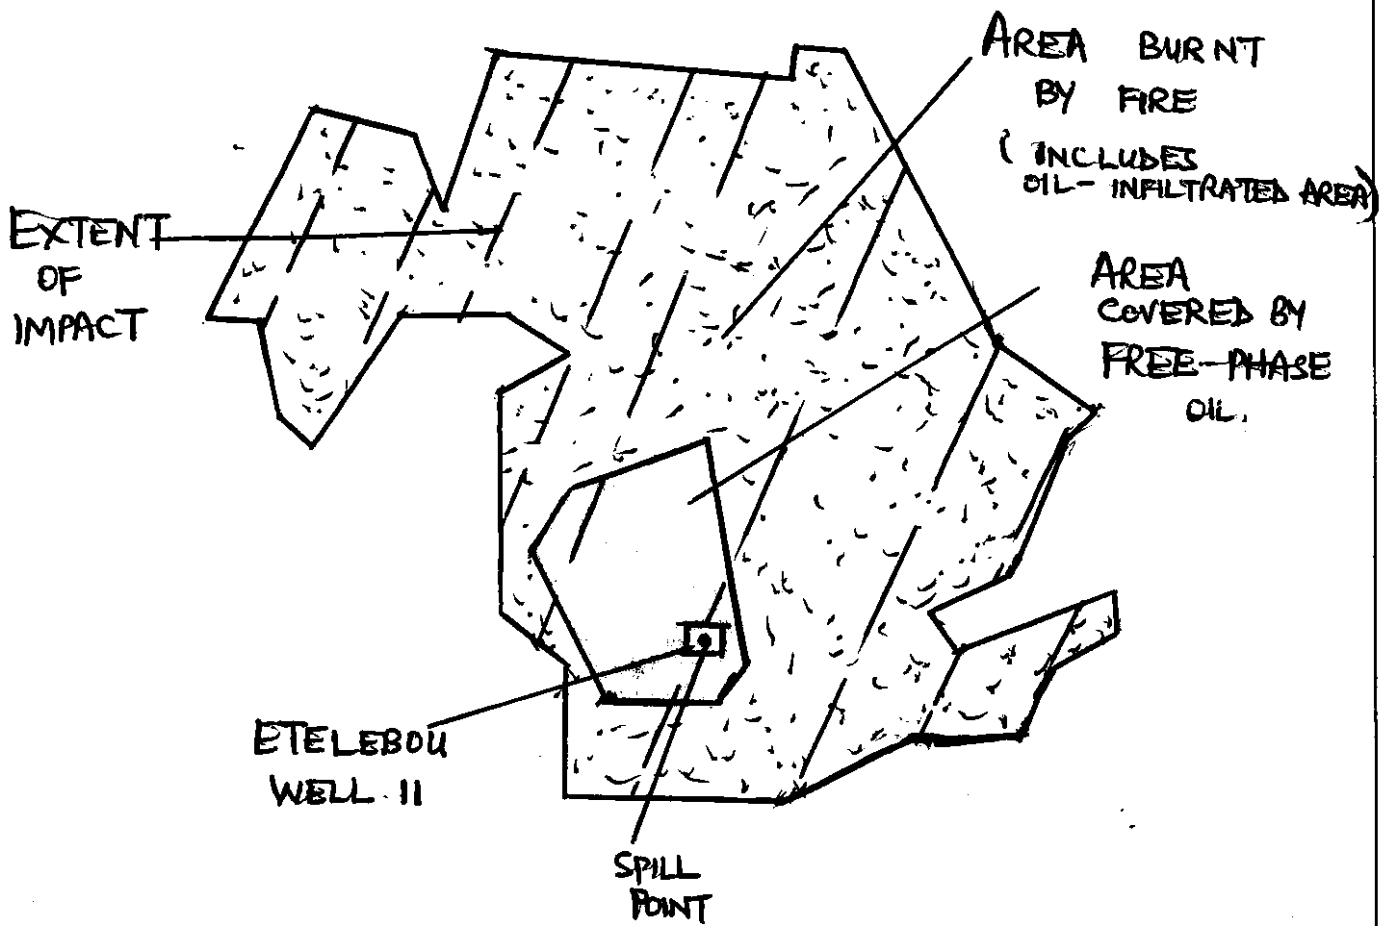 AREA BURNT
BY FIRE
( INCLUDES
OIL- INFILTRATED AREA)
EXTENT
OF
IMPACT
AREA
COVERED BY
FREE-PHASE
OIL.
ETELEBOU
WELL 11
SPILL
POINT